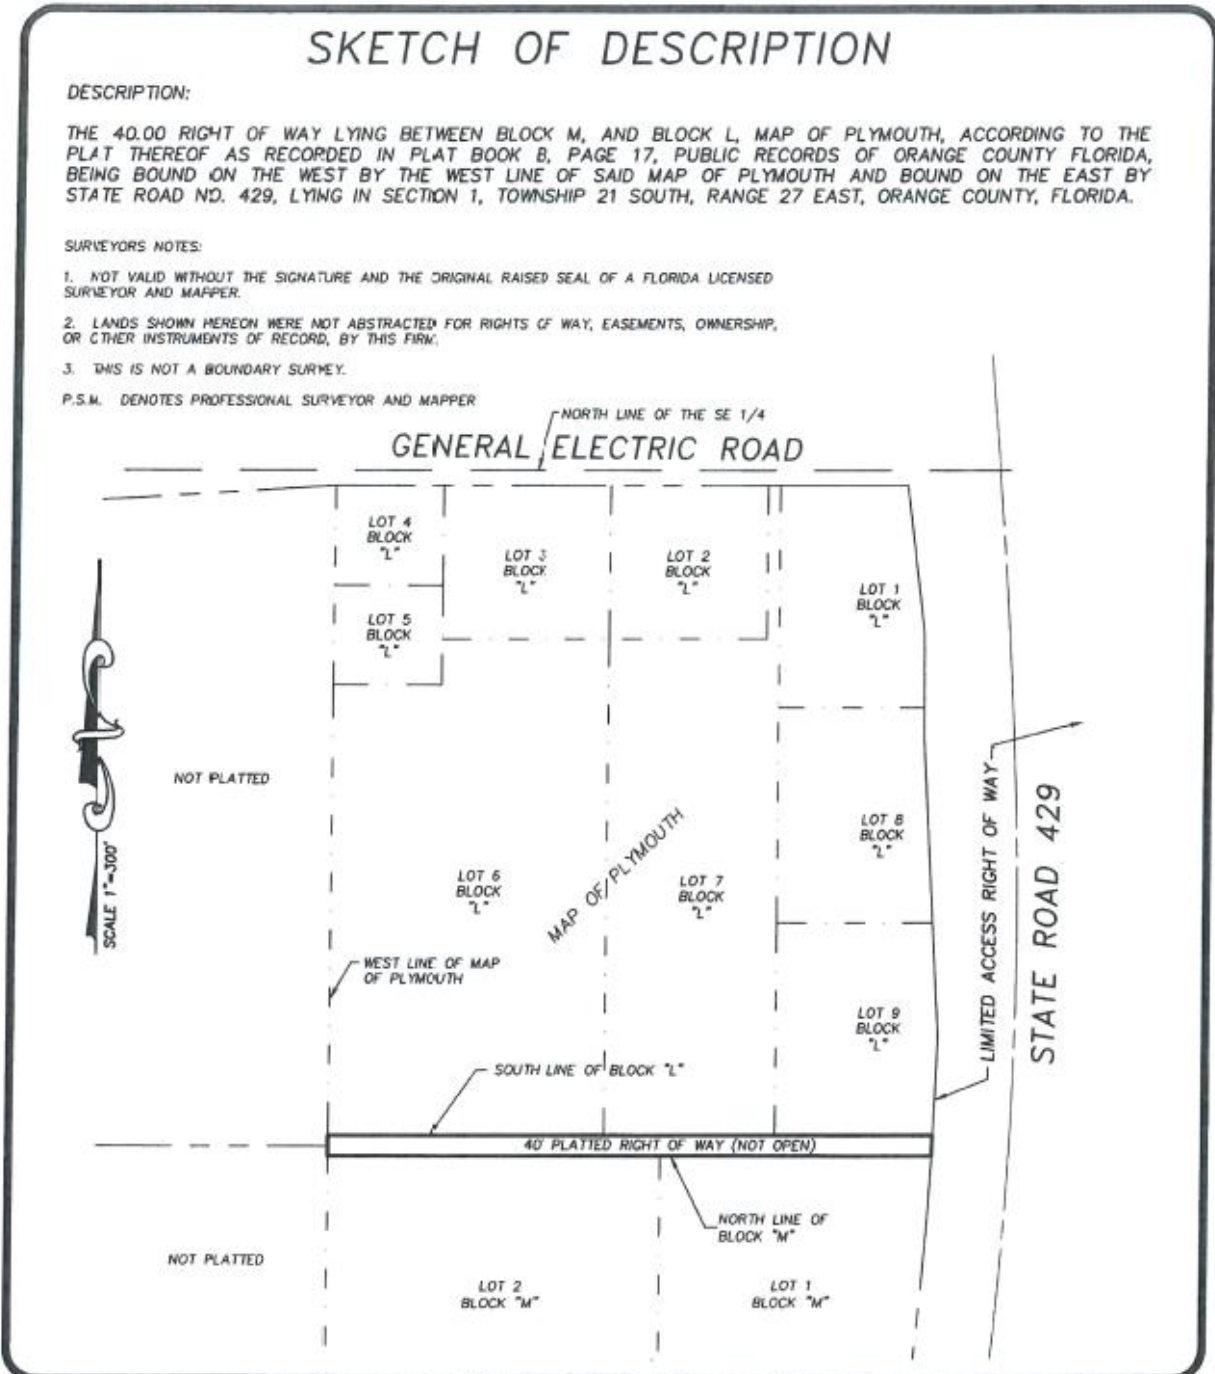 SKETCH OF DESCRIPTION
DESCRIPTION:
THE 40.00 RIGHT OF WAY LYING BETWEEN BLOCK M, AND BLOCK L, MAP OF PLYMOUTH, ACCORDING TO THE
PLAT THEREOF AS RECORDED IN PLAT BOOK B, PAGE 17, PUBLIC RECORDS OF ORANGE COUNTY FLORIDA,
BEING BOUND ON THE WEST BY THE WEST LINE OF SAID MAP OF PLYMOUTH AND BOUND ON THE EAST BY
STATE ROAD NO. 429, LYING IN SECTION 1, TOWNSHIP 21 SOUTH, RANGE 27 EAST, ORANGE COUNTY, FLORIDA.
SURVEYORS NOTES:
1. NOT VALID WITHOUT THE SIGNATURE AND THE ORIGINAL RAISED SEAL OF A FLORIDA LICENSED
SURVEYOR AND MAPPER.
2. LANDS SHOWN HEREON WERE NOT ABSTRACTED FOR RIGHTS OF WAY, EASEMENTS, OWNERSHIP,
OR OTHER INSTRUMENTS OF RECORD, BY THIS FIRM.
3. THIS IS NOT A BOUNDARY SURVEY.
P.S.M. DENOTES PROFESSIONAL SURVEYOR AND MAPPER
NORTH LINE OF THE SE 1/4
GENERAL ELECTRIC ROAD
LOT 4
BLOCK
"L"
LOT 3
BLOCK
"L"
LOT 2
BLOCK
"L"
LOT 1
BLOCK
"L"
LOT 5
BLOCK
"L"
NOT PLATTED
SCALE 1"=300'
LOT 6
BLOCK
"L"
MAP OF PLYMOUTH
LOT 7
BLOCK
"L"
LOT 8
BLOCK
"L"
LIMITED ACCESS RIGHT OF WAY
STATE ROAD 429
WEST LINE OF MAP
OF PLYMOUTH
LOT 9
BLOCK
"L"
SOUTH LINE OF BLOCK "L"
40' PLATTED RIGHT OF WAY (NOT OPEN)
NORTH LINE OF
BLOCK "M"
NOT PLATTED
LOT 2
BLOCK "M"
LOT 1
BLOCK "M"